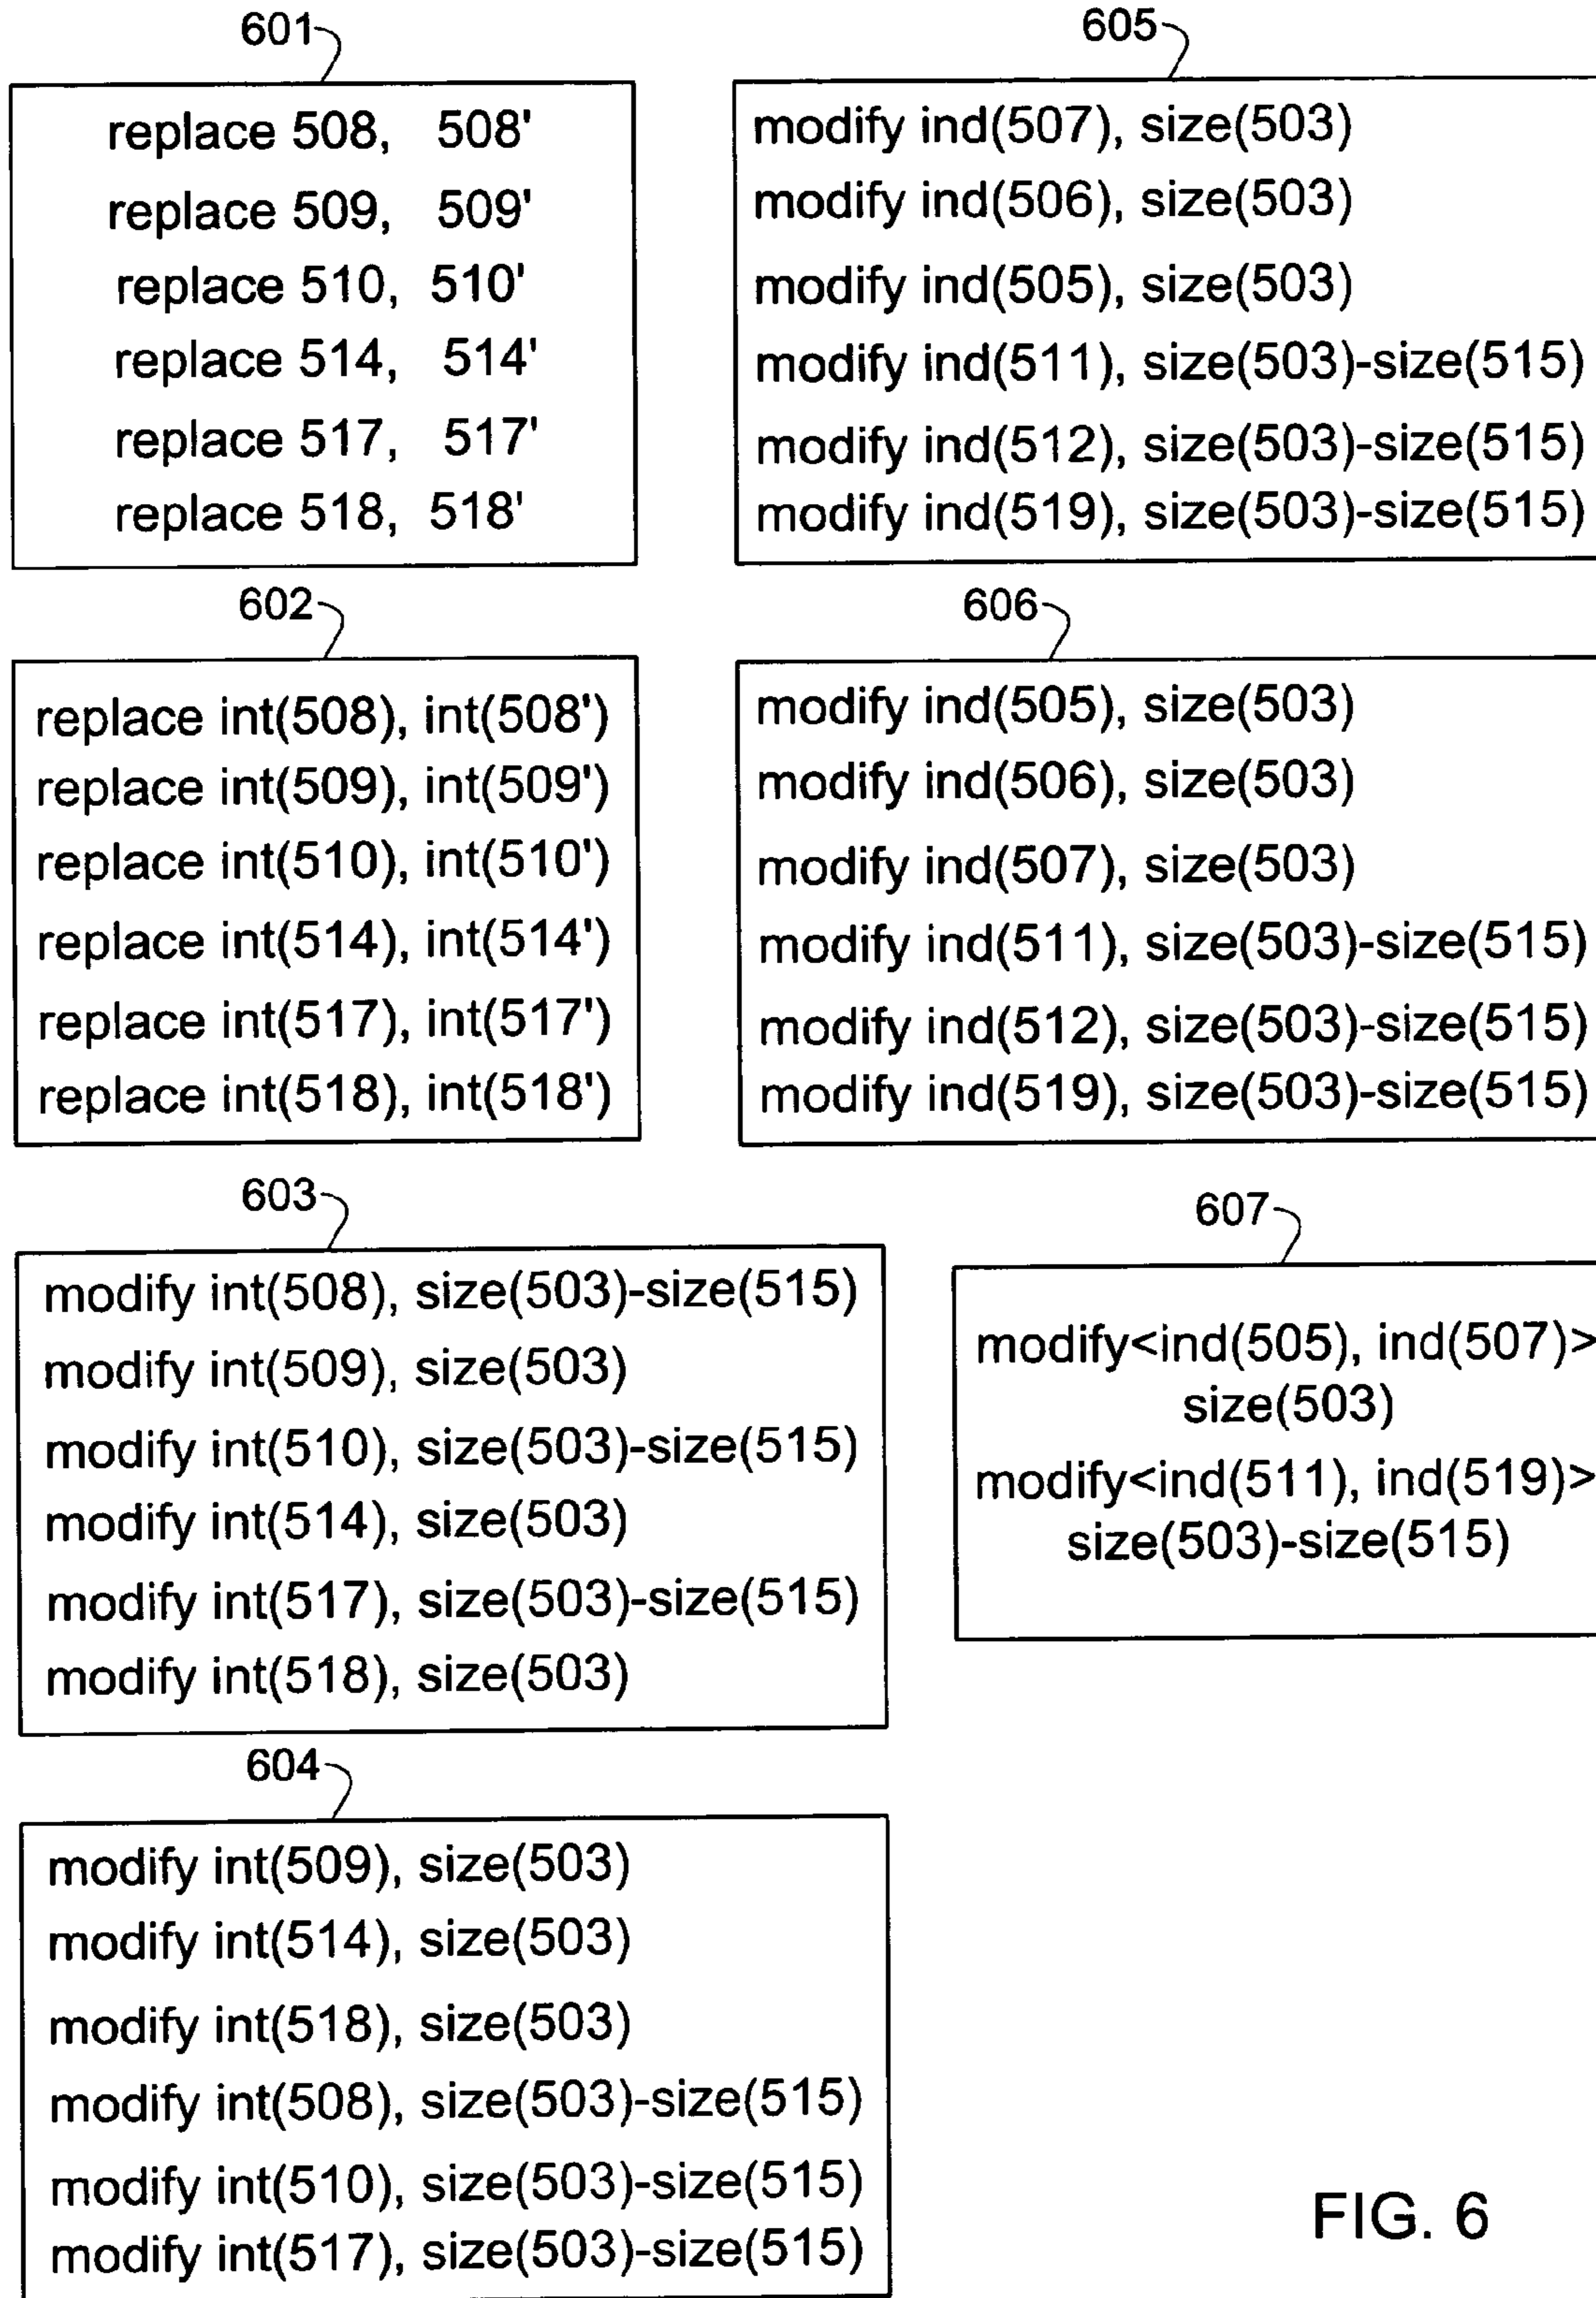 601
replace 508, 508'
replace 509, 509'
replace 510, 510'
replace 514, 514'
replace 517, 517'
replace 518, 518'
602
replace int(508), int(508')
replace int(509), int(509')
replace int(510), int(510')
replace int(514), int(514')
replace int(517), int(517')
replace int(518), int(518')
603
modify int(508), size(503)-size(515)
modify int(509), size(503)
modify int(510), size(503)-size(515)
modify int(514), size(503)
modify int(517), size(503)-size(515)
modify int(518), size(503)
604
modify int(509), size(503)
modify int(514), size(503)
modify int(518), size(503)
modify int(508), size(503)-size(515)
modify int(510), size(503)-size(515)
modify int(517), size(503)-size(515)
605
modify ind(507), size(503)
modify ind(506), size(503)
modify ind(505), size(503)
modify ind(511), size(503)-size(515)
modify ind(512), size(503)-size(515)
modify ind(519), size(503)-size(515)
606
modify ind(505), size(503)
modify ind(506), size(503)
modify ind(507), size(503)
modify ind(511), size(503)-size(515)
modify ind(512), size(503)-size(515)
modify ind(519), size(503)-size(515)
607
modify<ind(505), ind(507)>
size(503)
modify<ind(511), ind(519)>
size(503)-size(515)
FIG. 6